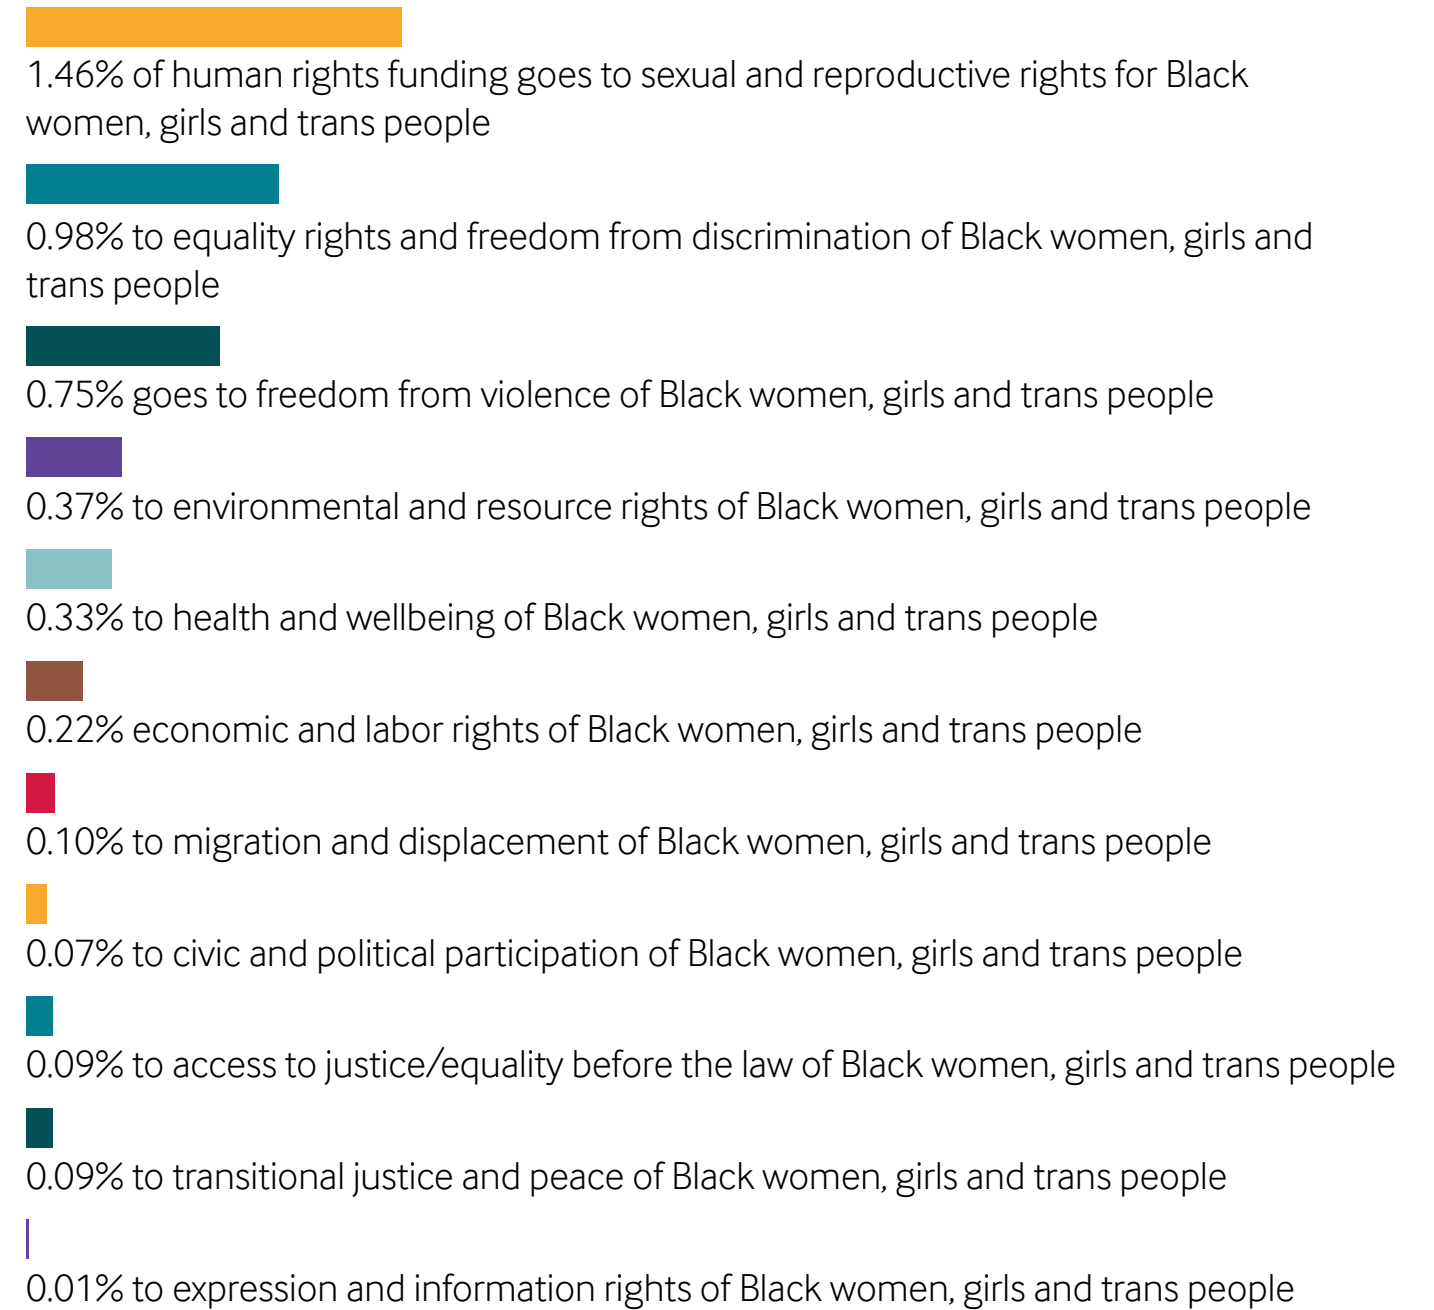 1.46% of human rights funding goes to sexual and reproductive rights for Black
women, girls and trans people
0.98% to equality rights and freedom from discrimination of Black women, girls and
trans people
0.75% goes to freedom from violence of Black women, girls and trans people
0.37% to environmental and resource rights of Black women, girls and trans people
0.33% to health and wellbeing of Black women, girls and trans people
0.22% economic and labor rights of Black women, girls and trans people
0.10% to migration and displacement of Black women, girls and trans people
0.07% to civic and political participation of Black women, girls and trans people
0.09% to access to justice/equality before the law of Black women, girls and trans people
0.09% to transitional justice and peace of Black women, girls and trans people
0.01% to expression and information rights of Black women, girls and trans people